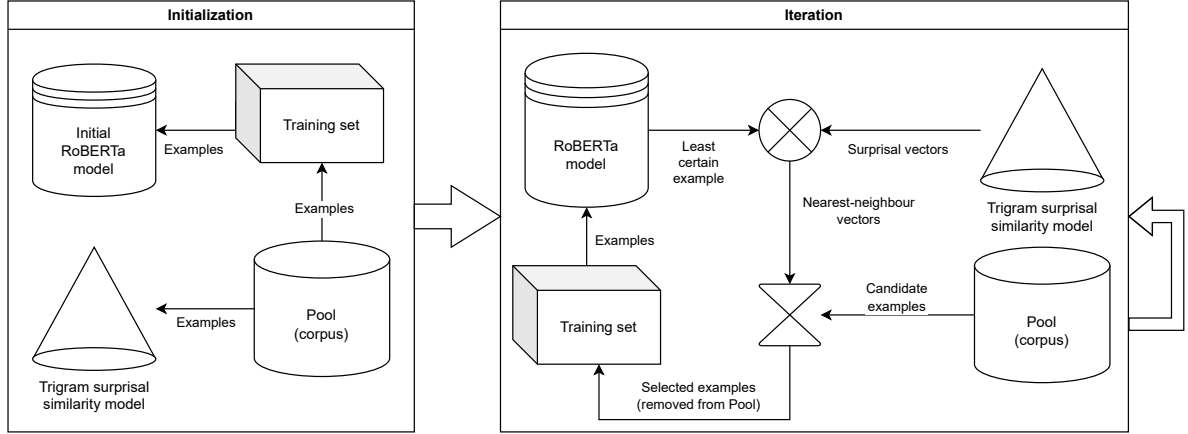 Initialization
Initial
RoBERTa
model
Examples
Training set
Examples
Examples
Pool
(corpus)
Trigram surprisal
similarity model
Iteration
RoBERTa
model
Least
certain
example
Surprisal vectors
Trigram surprisal
similarity model
Nearest-neighbour
vectors
Examples
Training set
Candidate
examples
Pool
(corpus)
Selected examples
(removed from Pool)